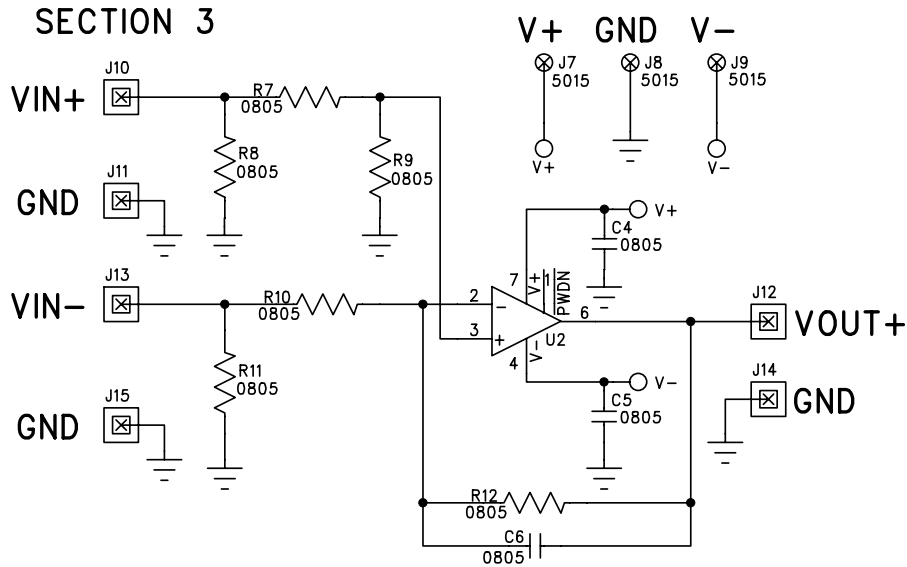 SECTION 3
V+ GND V-
J7
5015
J8
5015
J9
5015
V+
V-
J10
VIN+
R7
0805
R8
0805
R9
0805
J11
GND
V+
C4
0805
J13
VIN-
R10
0805
2
-
3
+
7
V+
1
PWDN
6
U2
4
V-
J12
VOUT+
R11
0805
V-
C5
0805
J14
GND
J15
GND
R12
0805
C6
0805